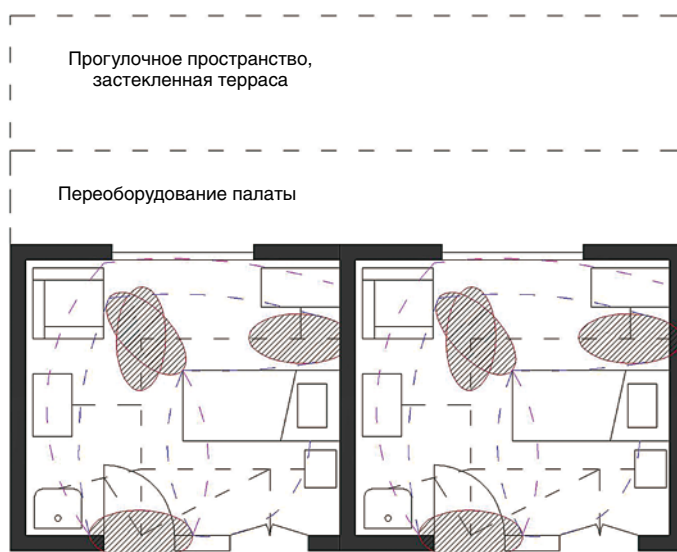 Прогулочное пространство,
застекленная терраса
Переоборудование палаты